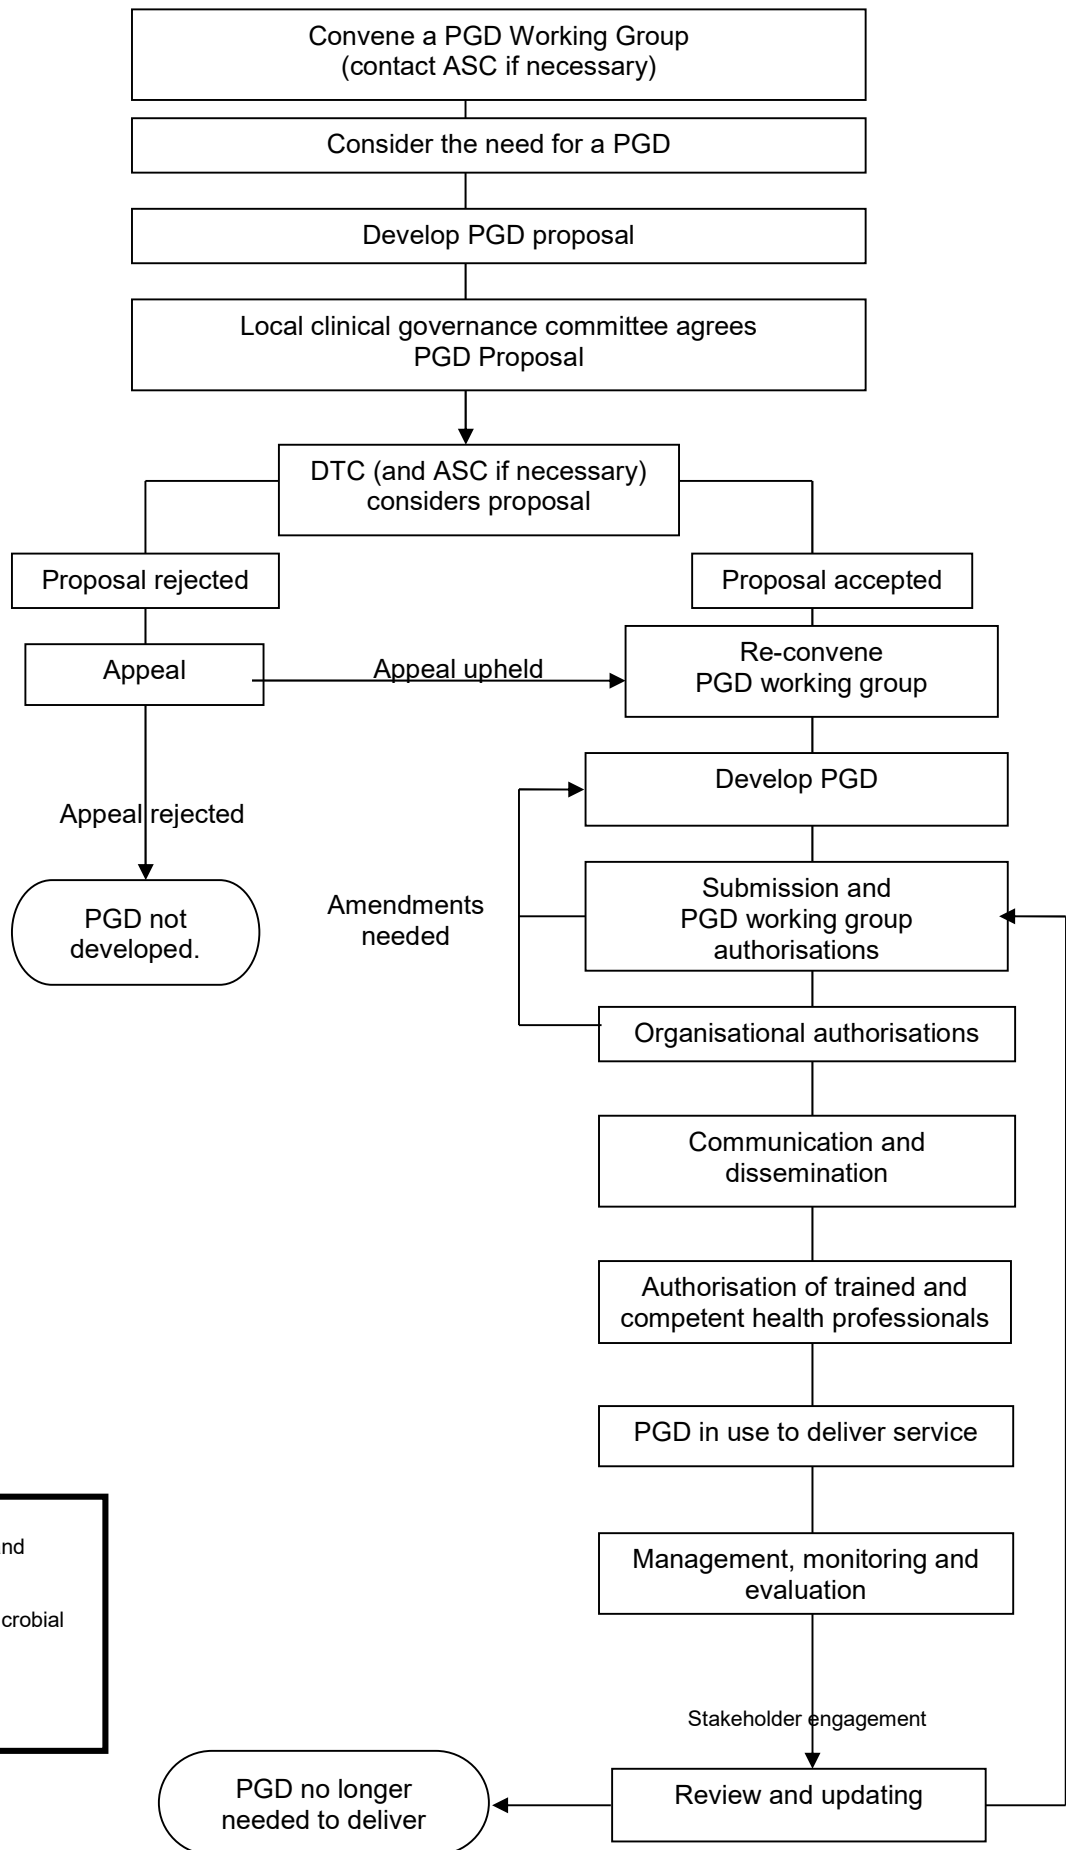 Convene a PGD Working Group
(contact ASC if necessary)
Consider the need for a PGD
Develop PGD proposal
Local clinical governance committee agrees
PGD Proposal
DTC (and ASC if necessary)
considers proposal
Proposal rejected
Proposal accepted
Appeal
Appeal upheld
Re-convene
PGD working group
Develop PGD
Appeal rejected
Amendments
needed
Submission and
PGD working group
authorisations
PGD not
developed.
Organisational authorisations
Communication and
dissemination
Authorisation of trained and
competent health professionals
PGD in use to deliver service
Management, monitoring and
evaluation
Stakeholder engagement
Review and updating
PGD no longer
needed to deliver